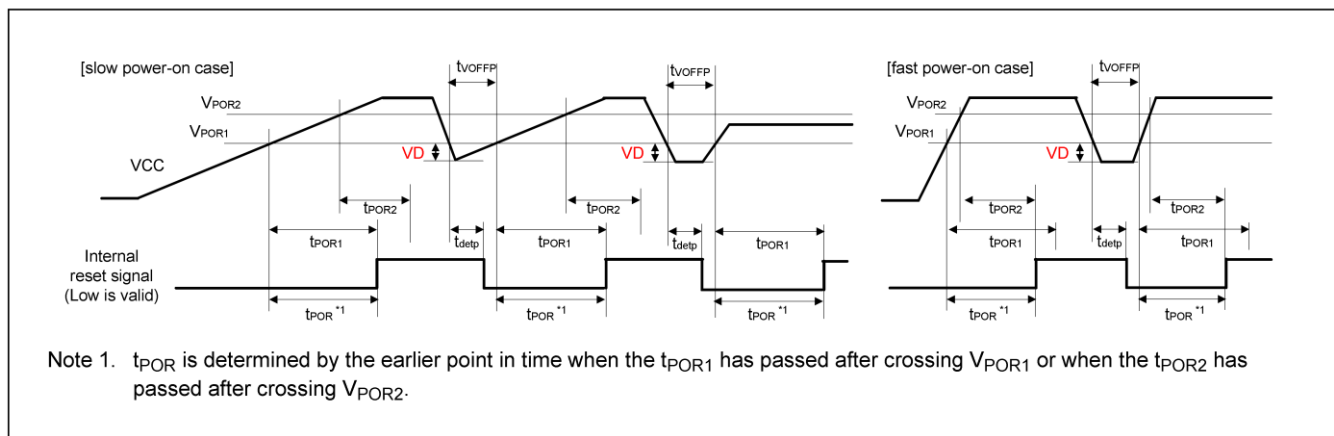 [slow power-on case]
tVOFFP
tVOFFP
[fast power-on case]
tVOFFP
VPOR2
VPOR2
VPOR1
VPOR1
VD
VD
VD
VCC
tPOR2
tPOR2
tPOR2
tPOR2
tPOR1
tdetp
tPOR1
tdetp
tPOR1
tPOR1
tdetp
tPOR1
Internal
reset signal
(Low is valid)
tPOR *1
tPOR *1
tPOR *1
tPOR *1
tPOR *1
Note 1. tPOR is determined by the earlier point in time when the tPOR1 has passed after crossing VPOR1 or when the tPOR2 has
passed after crossing VPOR2.